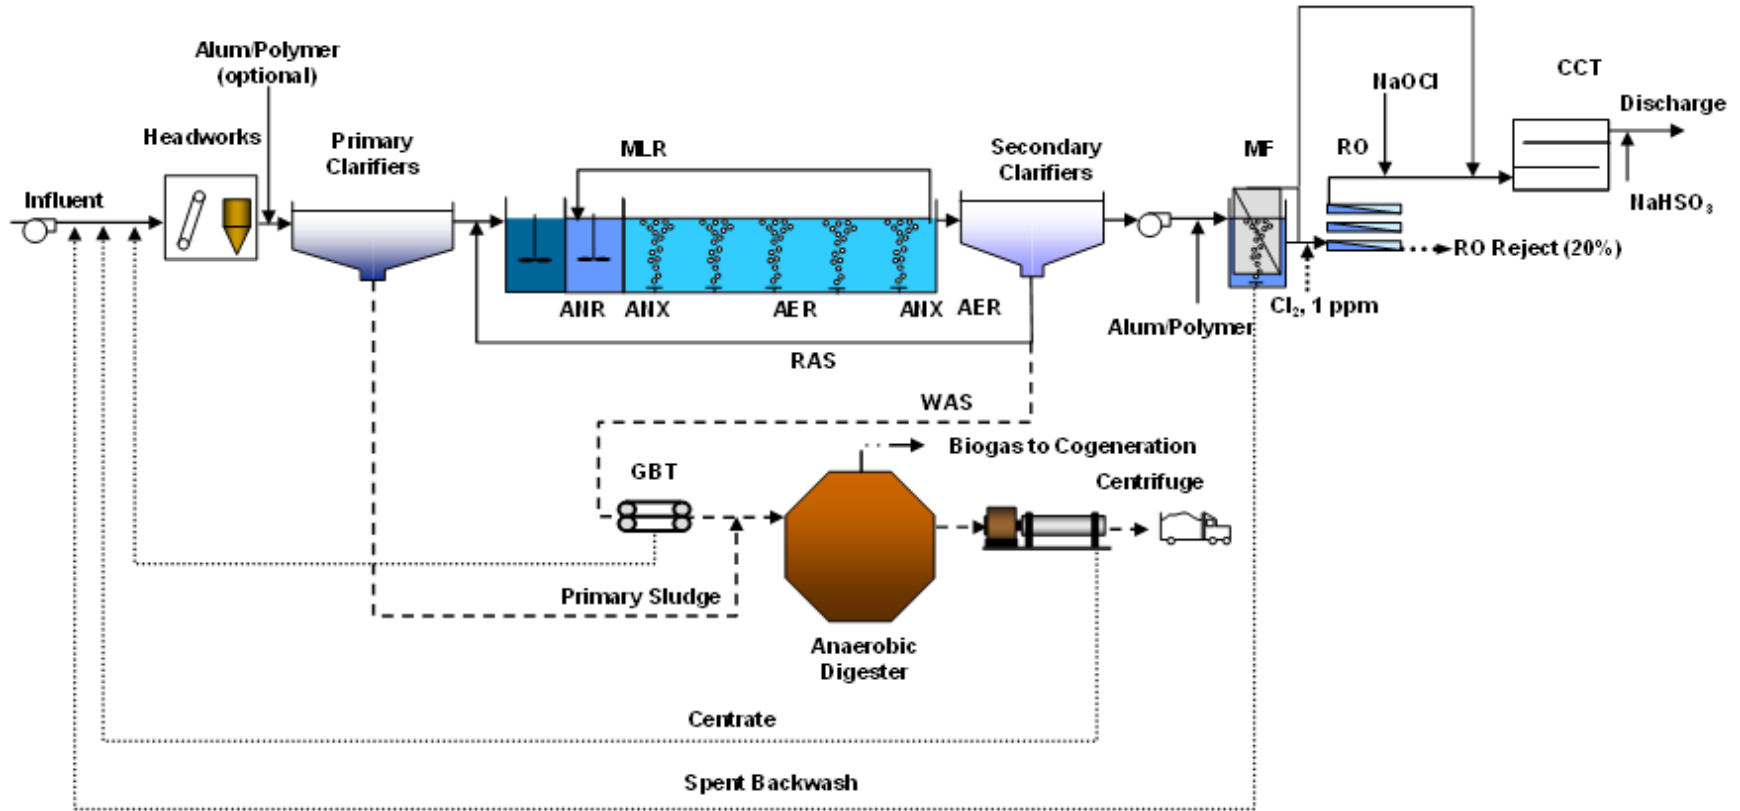 Alum/Polymer
(optional)
Headworks
Influent
Primary
Clarifiers
MLR
Secondary
Clarifiers
MF
NaOCl
RO
CCT
Discharge
NaHSO3
RO Reject (20%)
Cl2, 1 ppm
Alum/Polymer
ANR
ANX
AER
ANX
AER
RAS
WAS
GBT
Biogas to Cogeneration
Centrifuge
Primary Sludge
Anaerobic
Digester
Centrate
Spent Backwash